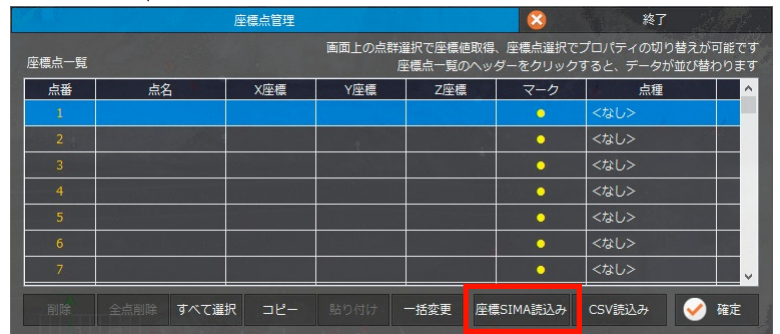 座標点管理 終了
画面上の点群選択で座標値取得、座標点選択でプロパティの切り替えが可能です
座標点一覧 座標点一覧のヘッダーをクリックすると、データが並び替わります
点番 点名 X座標 Y座標 Z座標 マーク 点種
1 <なし>
2 <なし>
3 <なし>
4 <なし>
5 <なし>
6 <なし>
7 <なし>
削除 全点削除 すべて選択 コピー 貼り付け 一括変更 座標SIMA読込み CSV読込み 確定